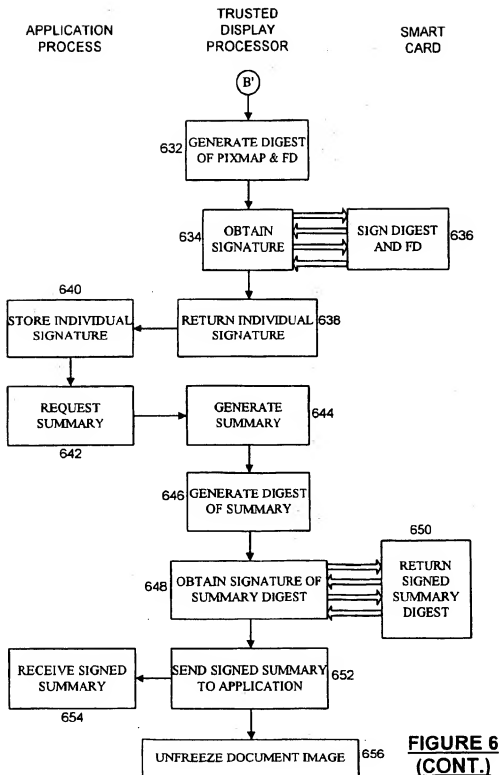 APPLICATION
PROCESS
TRUSTED
DISPLAY
PROCESSOR
SMART
CARD
B'
632
GENERATE DIGEST
OF PIXMAP & FD
634
OBTAIN
SIGNATURE
SIGN DIGEST
AND FD
636
640
STORE INDIVIDUAL
SIGNATURE
RETURN INDIVIDUAL
SIGNATURE
638
REQUEST
SUMMARY
642
GENERATE
SUMMARY
644
646
GENERATE DIGEST
OF SUMMARY
648
OBTAIN SIGNATURE OF
SUMMARY DIGEST
650
RETURN
SIGNED
SUMMARY
DIGEST
RECEIVE SIGNED
SUMMARY
654
SEND SIGNED SUMMARY
TO APPLICATION
652
UNFREEZE DOCUMENT IMAGE
656
FIGURE 6
(CONT.)